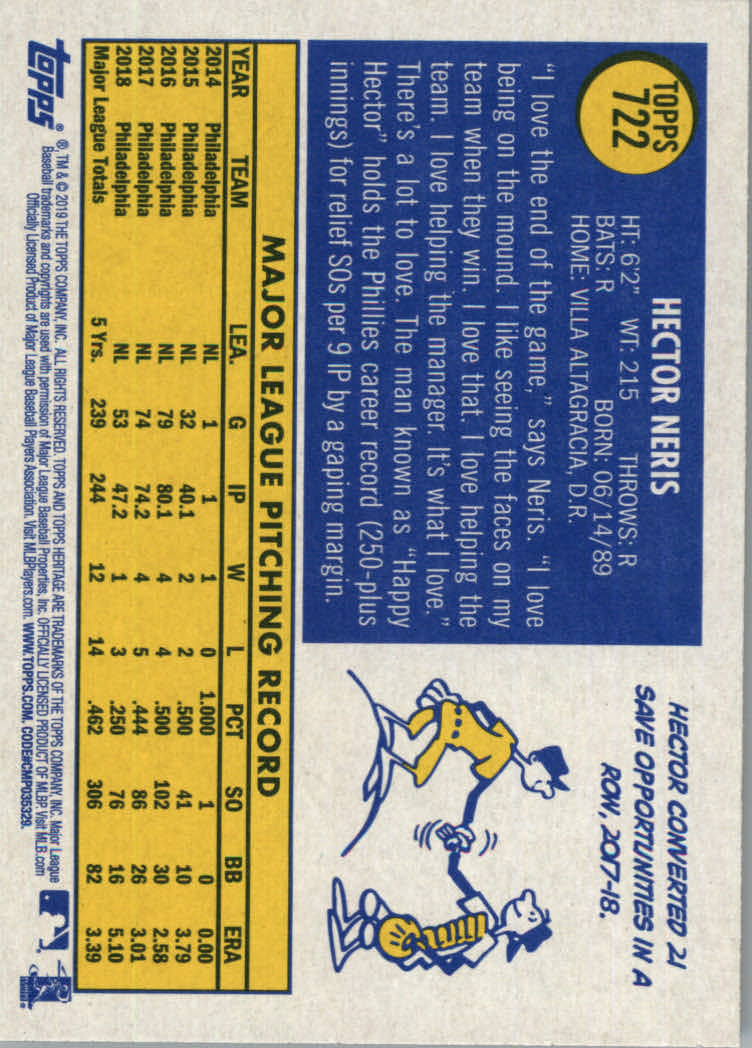 TOPPS
722
HECTOR NERIS
HT: 6'2" WT: 215 THROWS: R
BATS: R BORN: 06/14/89
HOME: VILLA ALTAGRACIA, D.R.
"I love the end of the game," says Neris. "I love
being on the mound. I like seeing the faces on my
team when they win. I love that. I love helping the
team. I love helping the manager. It's what I love."
There's a lot to love. The man known as "Happy
Hector" holds the Phillies career record (250-plus
innings) for relief SOs per 9 IP by a gaping margin.
HECTOR CONVERTED 21
SAVE OPPORTUNITIES IN A
ROW, 2017-18.
MAJOR LEAGUE PITCHING RECORD
YEAR TEAM LEA. G IP W L PCT SO BB ERA
2014 Philadelphia NL 1 1 1 0 1.000 1 0 0.00
2015 Philadelphia NL 32 40.1 2 2 .500 41 10 3.79
2016 Philadelphia NL 79 80.1 4 4 .500 102 30 2.58
2017 Philadelphia NL 74 74.2 4 5 .444 86 26 3.01
2018 Philadelphia NL 53 47.2 1 3 .250 76 16 5.10
Major League Totals 5 Yrs. 239 244 12 14 .462 306 82 3.39
topps
® ®, TM & © 2019 THE TOPPS COMPANY, INC. ALL RIGHTS RESERVED. TOPPS AND TOPPS HERITAGE ARE TRADEMARKS OF THE TOPPS COMPANY, INC. Major League
Baseball trademarks and copyrights are used with permission of Major League Baseball Properties, Inc. OFFICIALLY LICENSED PRODUCT OF MLBP. Visit MLB.com
Officially Licensed Product of Major League Baseball Players Association. Visit MLBPlayers.com. WWW.TOPPS.COM. CODE#CMP035329.